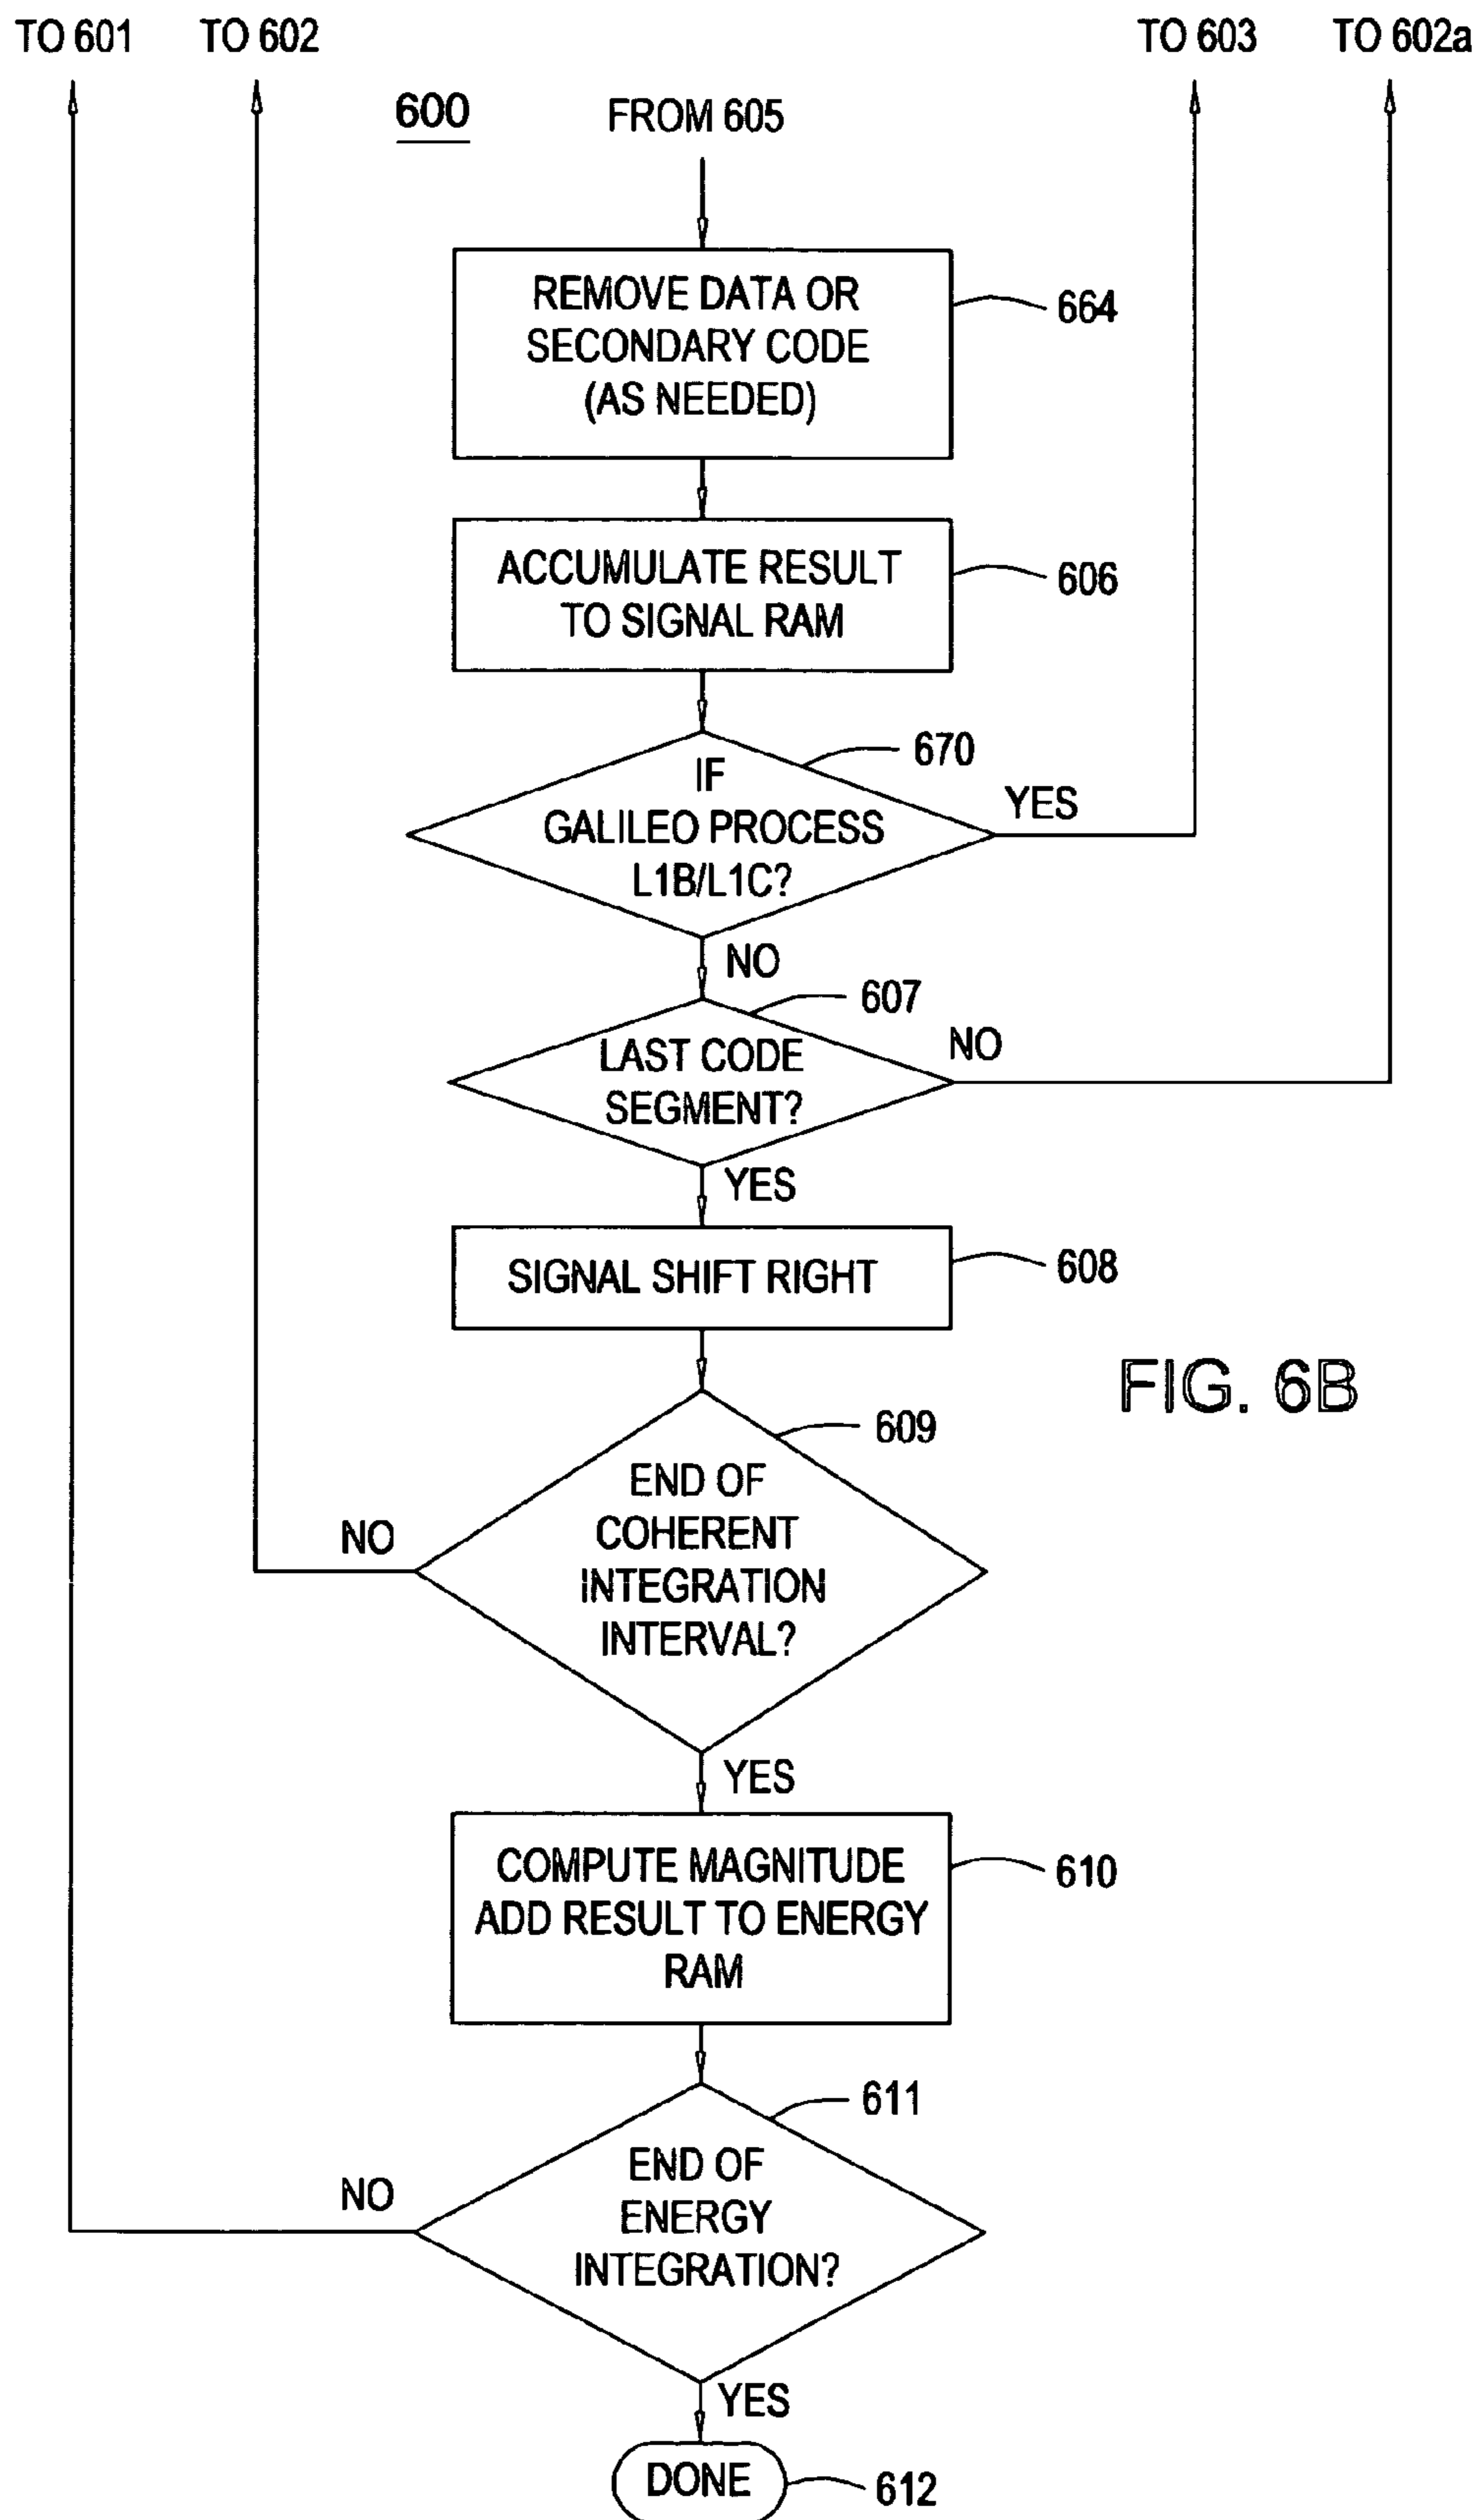 TO 601
TO 602
TO 603
TO 602a
600
FROM 605
REMOVE DATA OR
SECONDARY CODE
(AS NEEDED)
664
ACCUMULATE RESULT
TO SIGNAL RAM
606
670
IF
GALILEO PROCESS
L1B/L1C?
YES
NO
607
LAST CODE
SEGMENT?
NO
YES
SIGNAL SHIFT RIGHT
608
FIG. 6B
609
END OF
COHERENT
INTEGRATION
INTERVAL?
NO
YES
COMPUTE MAGNITUDE
ADD RESULT TO ENERGY
RAM
610
611
END OF
ENERGY
INTEGRATION?
NO
YES
DONE
612